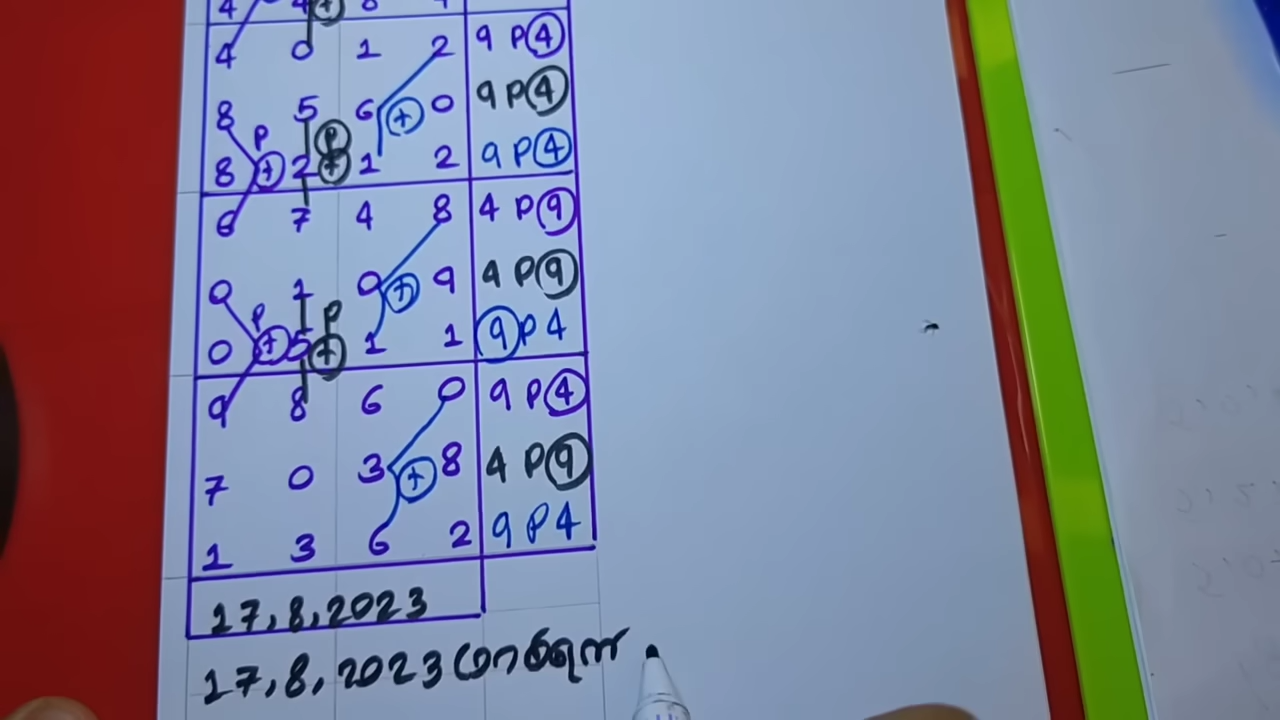 4 0 1 2 9 P 4
8 5 6 + 0 9 P 4
P P
8 + 2 + 1 2 9 P 4
6 7 4 8 4 P 9
0 1 0 + 9 4 P 9
P P
0 + 5 + 1 1 9 P 4
9 8 6 0 9 P 4
7 0 3 + 8 4 P 9
1 3 6 2 9 P 4
17,8,2023
17,8,2023